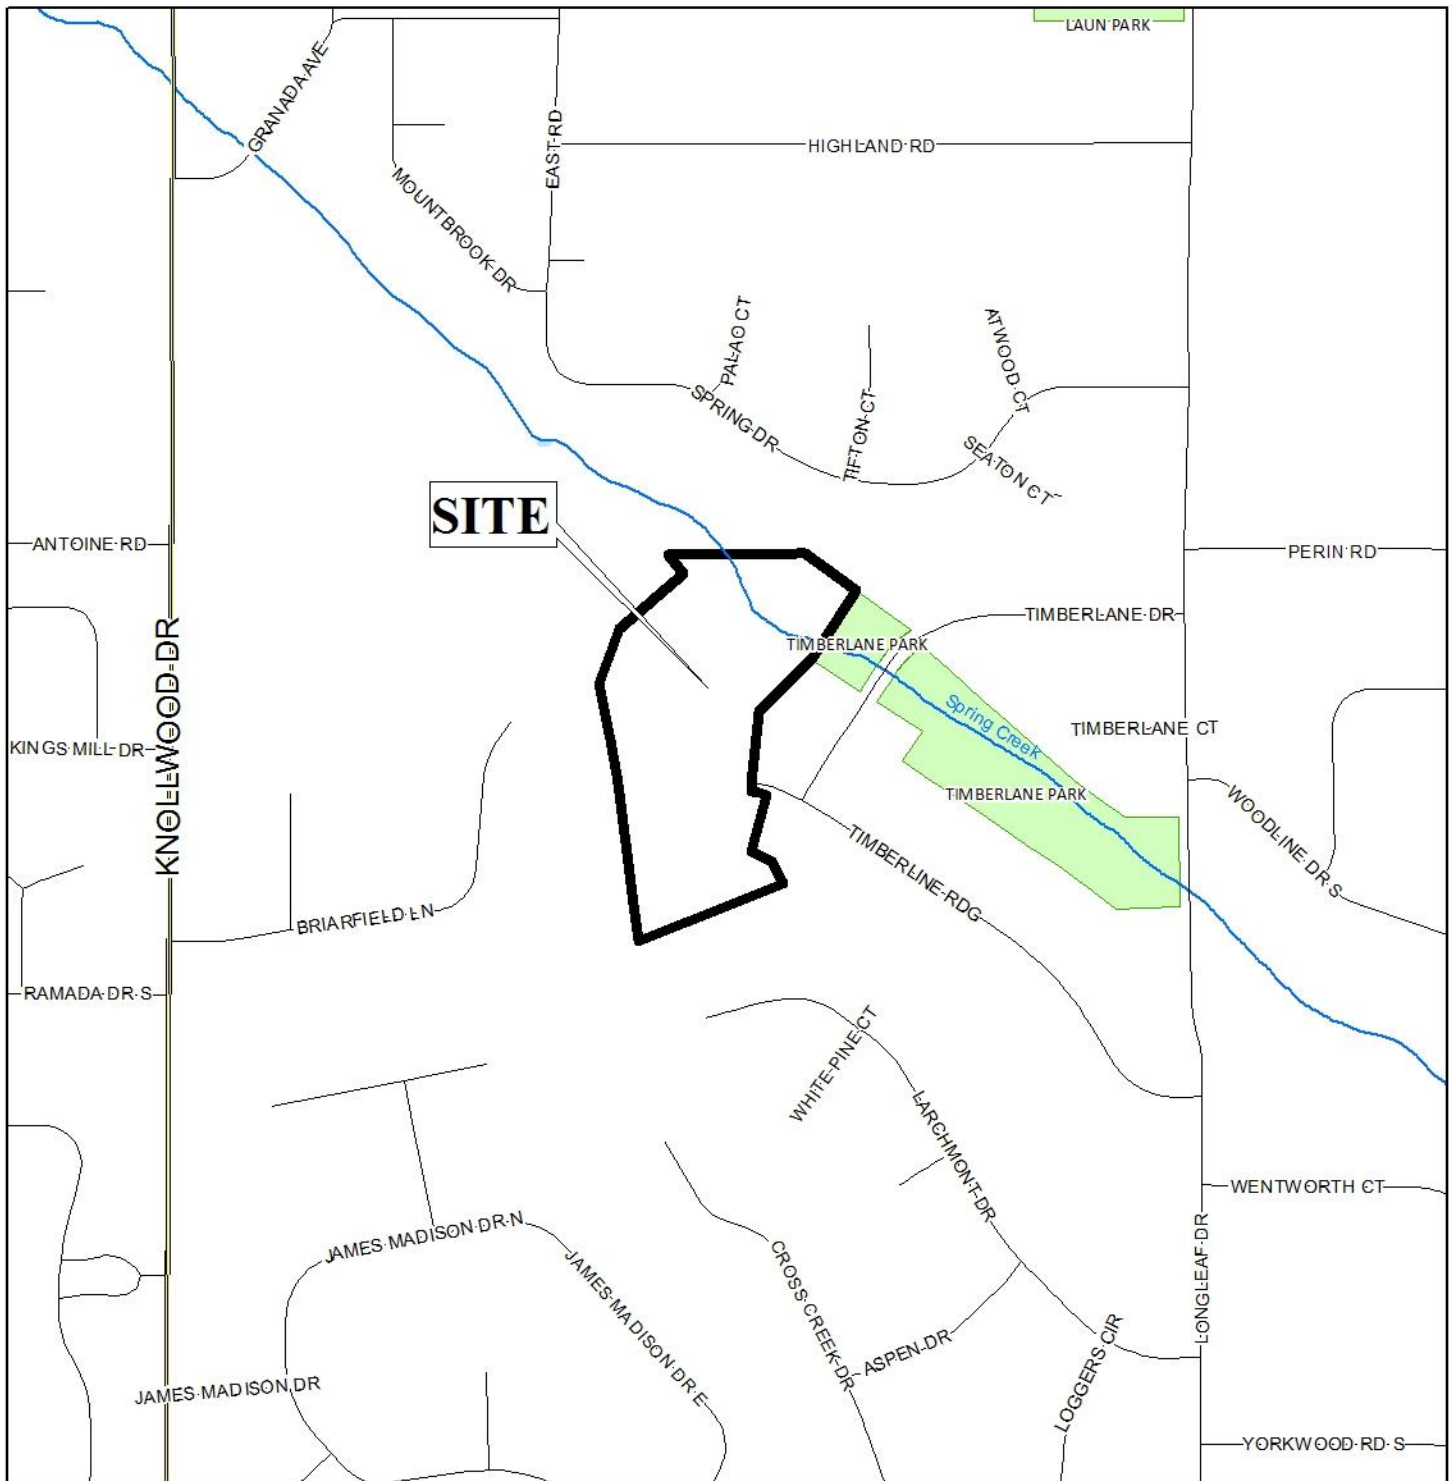 LAUN PARK
GRANADA AVE
EAST RD
HIGHLAND RD
MOUNTBROOK DR
PALAO CT
ATWOOD CT
SPRING DR
TIFTON CT
SEATON CT
SITE
ANTOINE RD
PERIN RD
TIMBERLANE DR
TIMBERLANE PARK
KNOLLWOOD DR
Spring Creek
TIMBERLANE CT
KINGS MILL DR
TIMBERLANE PARK
WOODLINE DR S
TIMBERLINE RDG
BRIARFIELD LN
RAMADA DR S
WHITE PINE CT
LARCHMONT DR
WENTWORTH CT
JAMES MADISON DR N
LONGLEAF DR
JAMES MADISON DR E
CROSS CREEK DR
ASPEN DR
LOGGERS CIR
JAMES MADISON DR
YORKWOOD RD S